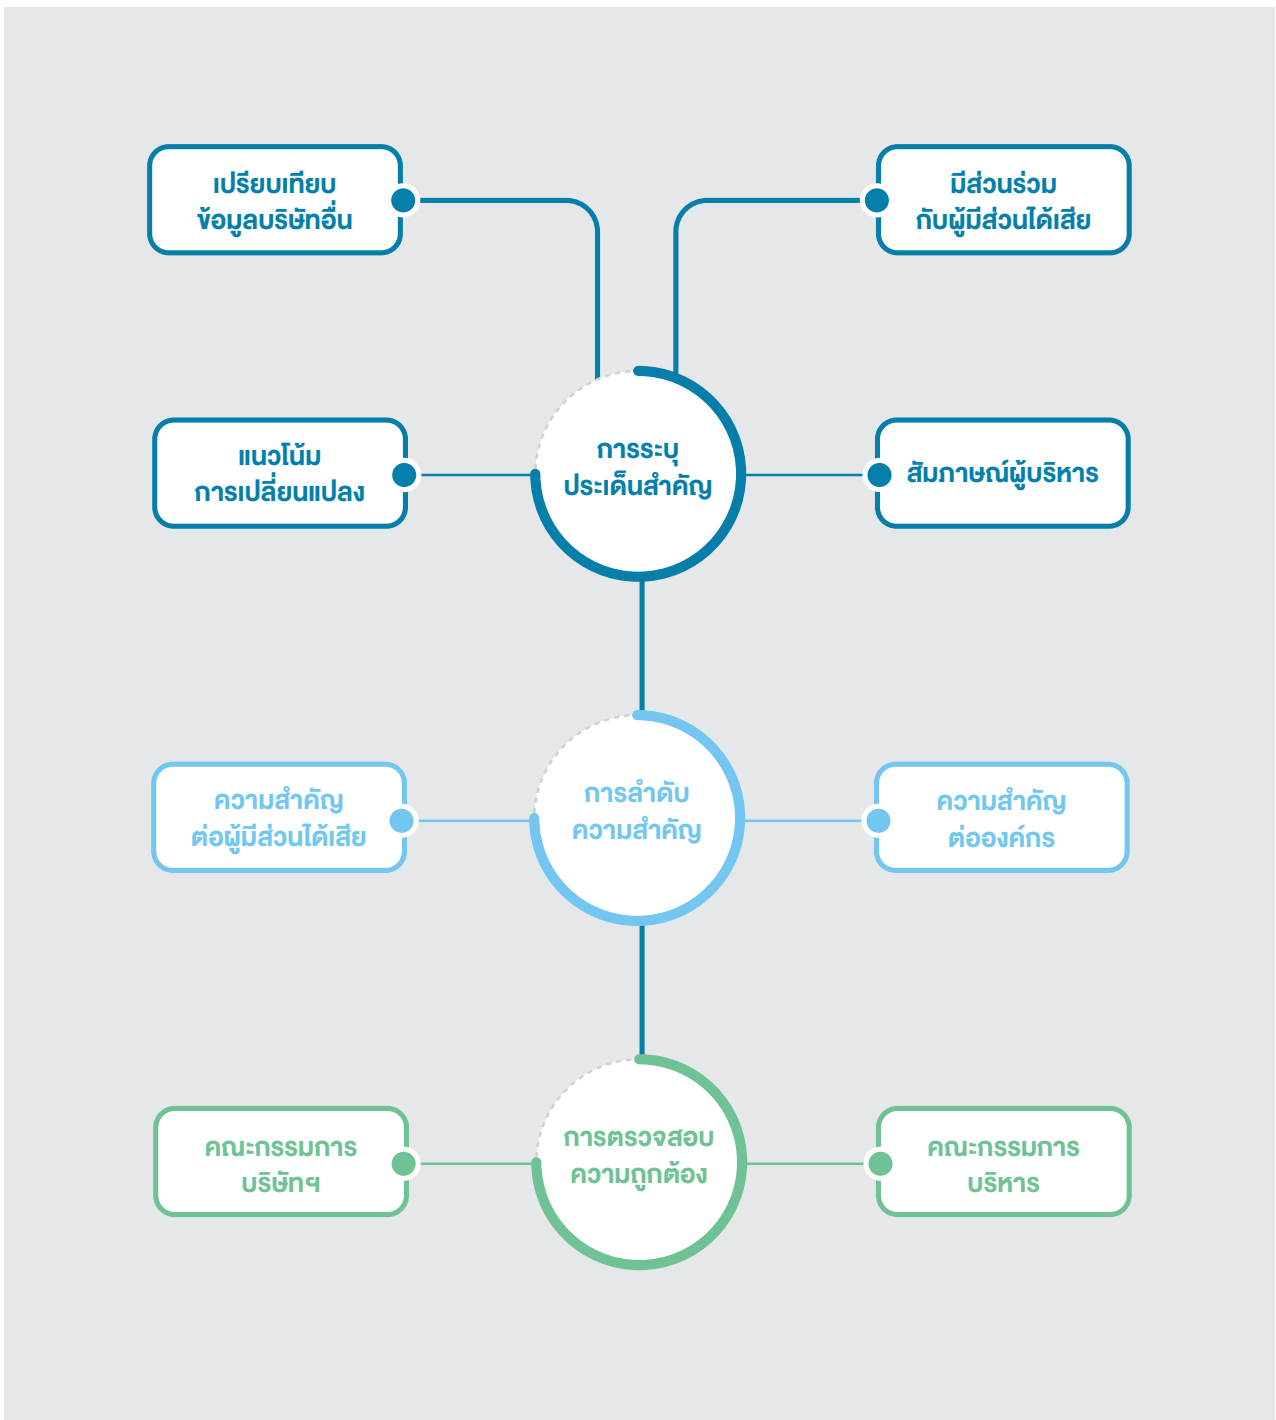 เปรียบเทียบ
ข้อมูลบริษัทอื่น
มีส่วนร่วม
กับผู้มีส่วนได้เสีย
แนวโน้ม
การเปลี่ยนแปลง
การระบุ
ประเด็นสำคัญ
สัมภาษณ์ผู้บริหาร
ความสำคัญ
ต่อผู้มีส่วนได้เสีย
การลำดับ
ความสำคัญ
ความสำคัญ
ต่อองค์กร
คณะกรรมการ
บริษัทฯ
การตรวจสอบ
ความถูกต้อง
คณะกรรมการ
บริหาร